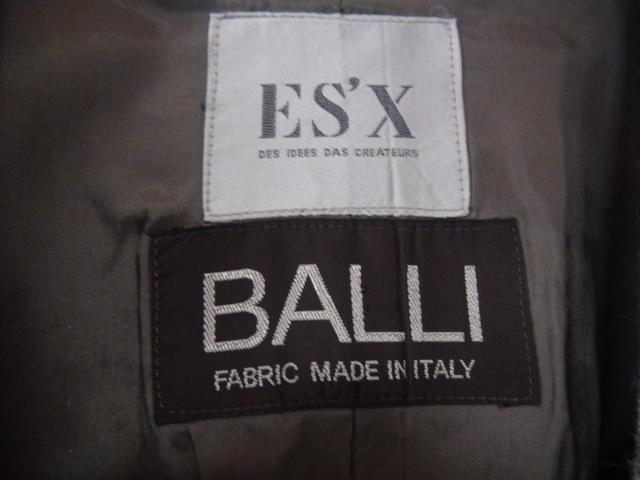 ES'X
DES IDEES DAS CREATEURS
BALLI
FABRIC MADE IN ITALY